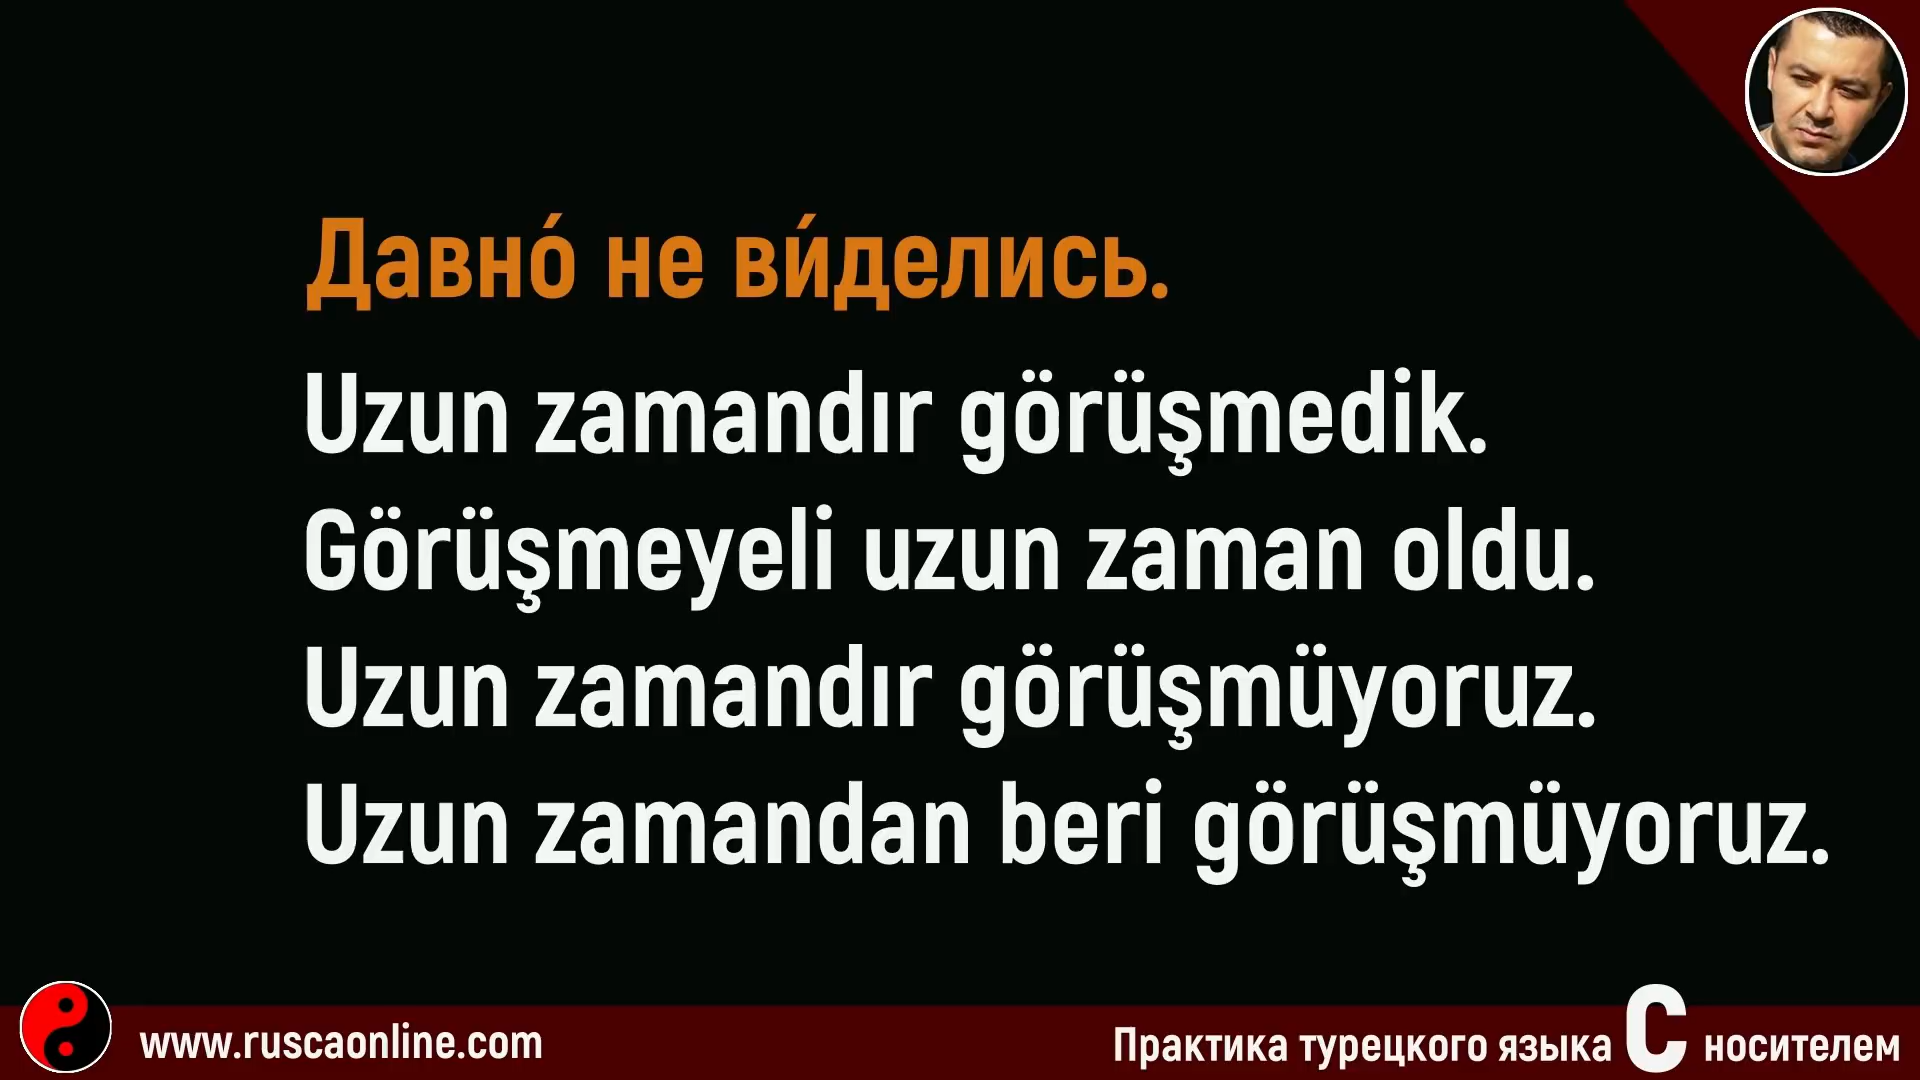 Давно́ не ви́делись.
Uzun zamandır görüşmedik.
Görüşmeyeli uzun zaman oldu.
Uzun zamandır görüşmüyoruz.
Uzun zamandan beri görüşmüyoruz.
www.ruscaonline.com
Практика турецкого языка С носителем